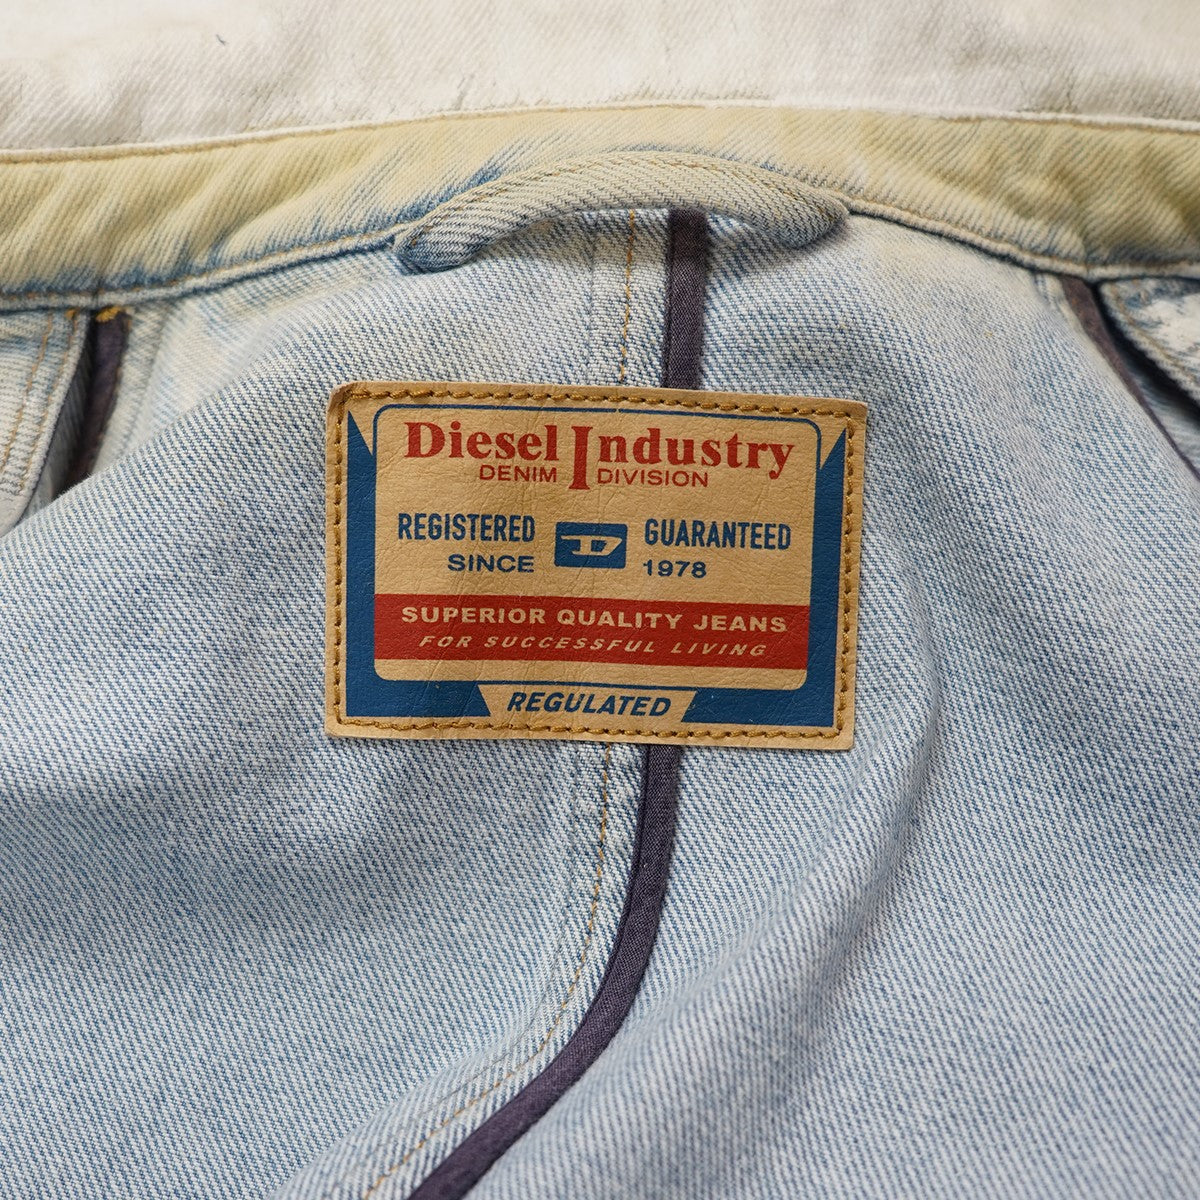 Diesel Industry
DENIM DIVISION
REGISTERED D GUARANTEED
SINCE 1978
SUPERIOR QUALITY JEANS
FOR SUCCESSFUL LIVING
REGULATED